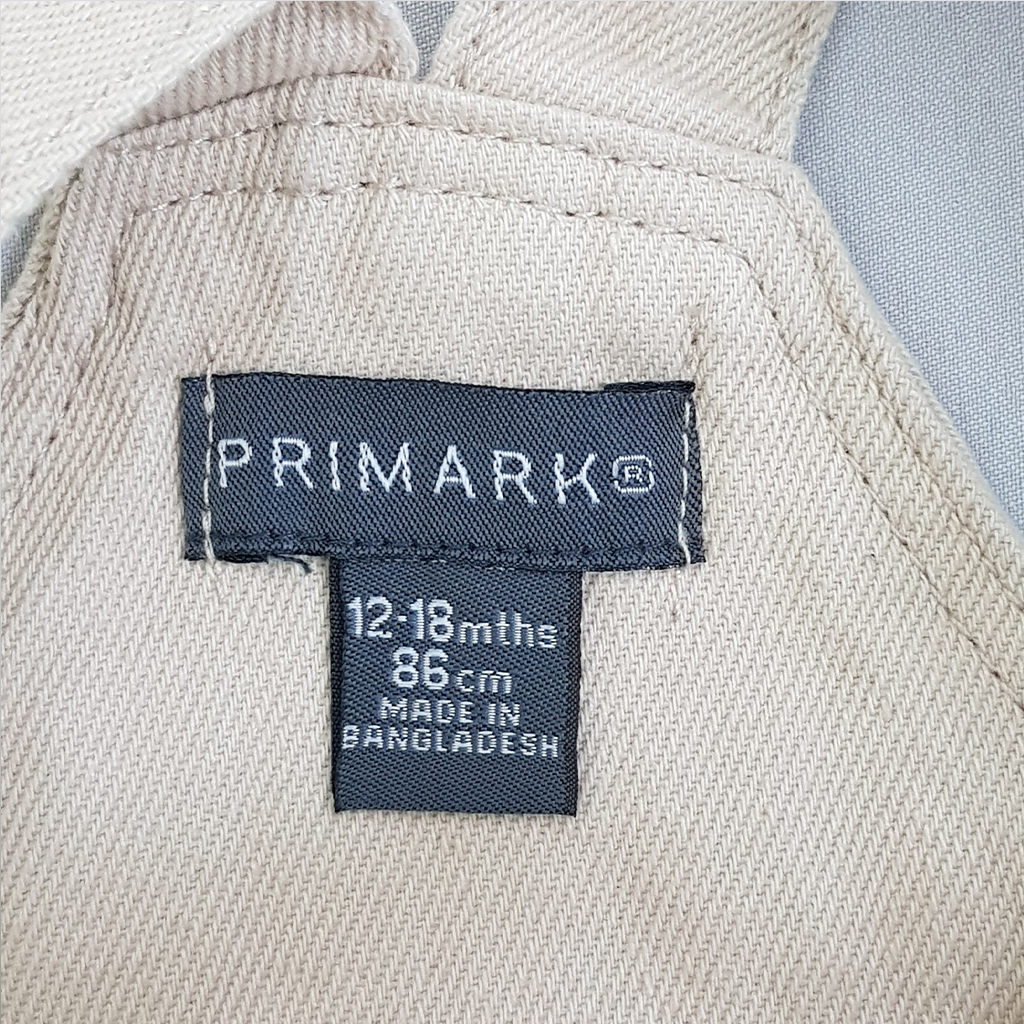 PRIMARK®
12-18mths
86cm
MADE IN
BANGLADESH